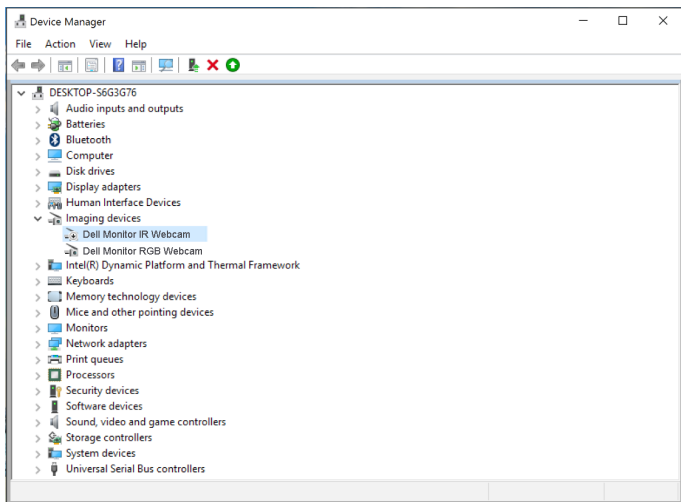 Device Manager
File Action View Help
DESKTOP-S6G3G76
Audio inputs and outputs
Batteries
Bluetooth
Computer
Disk drives
Display adapters
Human Interface Devices
Imaging devices
Dell Monitor IR Webcam
Dell Monitor RGB Webcam
Intel(R) Dynamic Platform and Thermal Framework
Keyboards
Memory technology devices
Mice and other pointing devices
Monitors
Network adapters
Print queues
Processors
Security devices
Software devices
Sound, video and game controllers
Storage controllers
System devices
Universal Serial Bus controllers